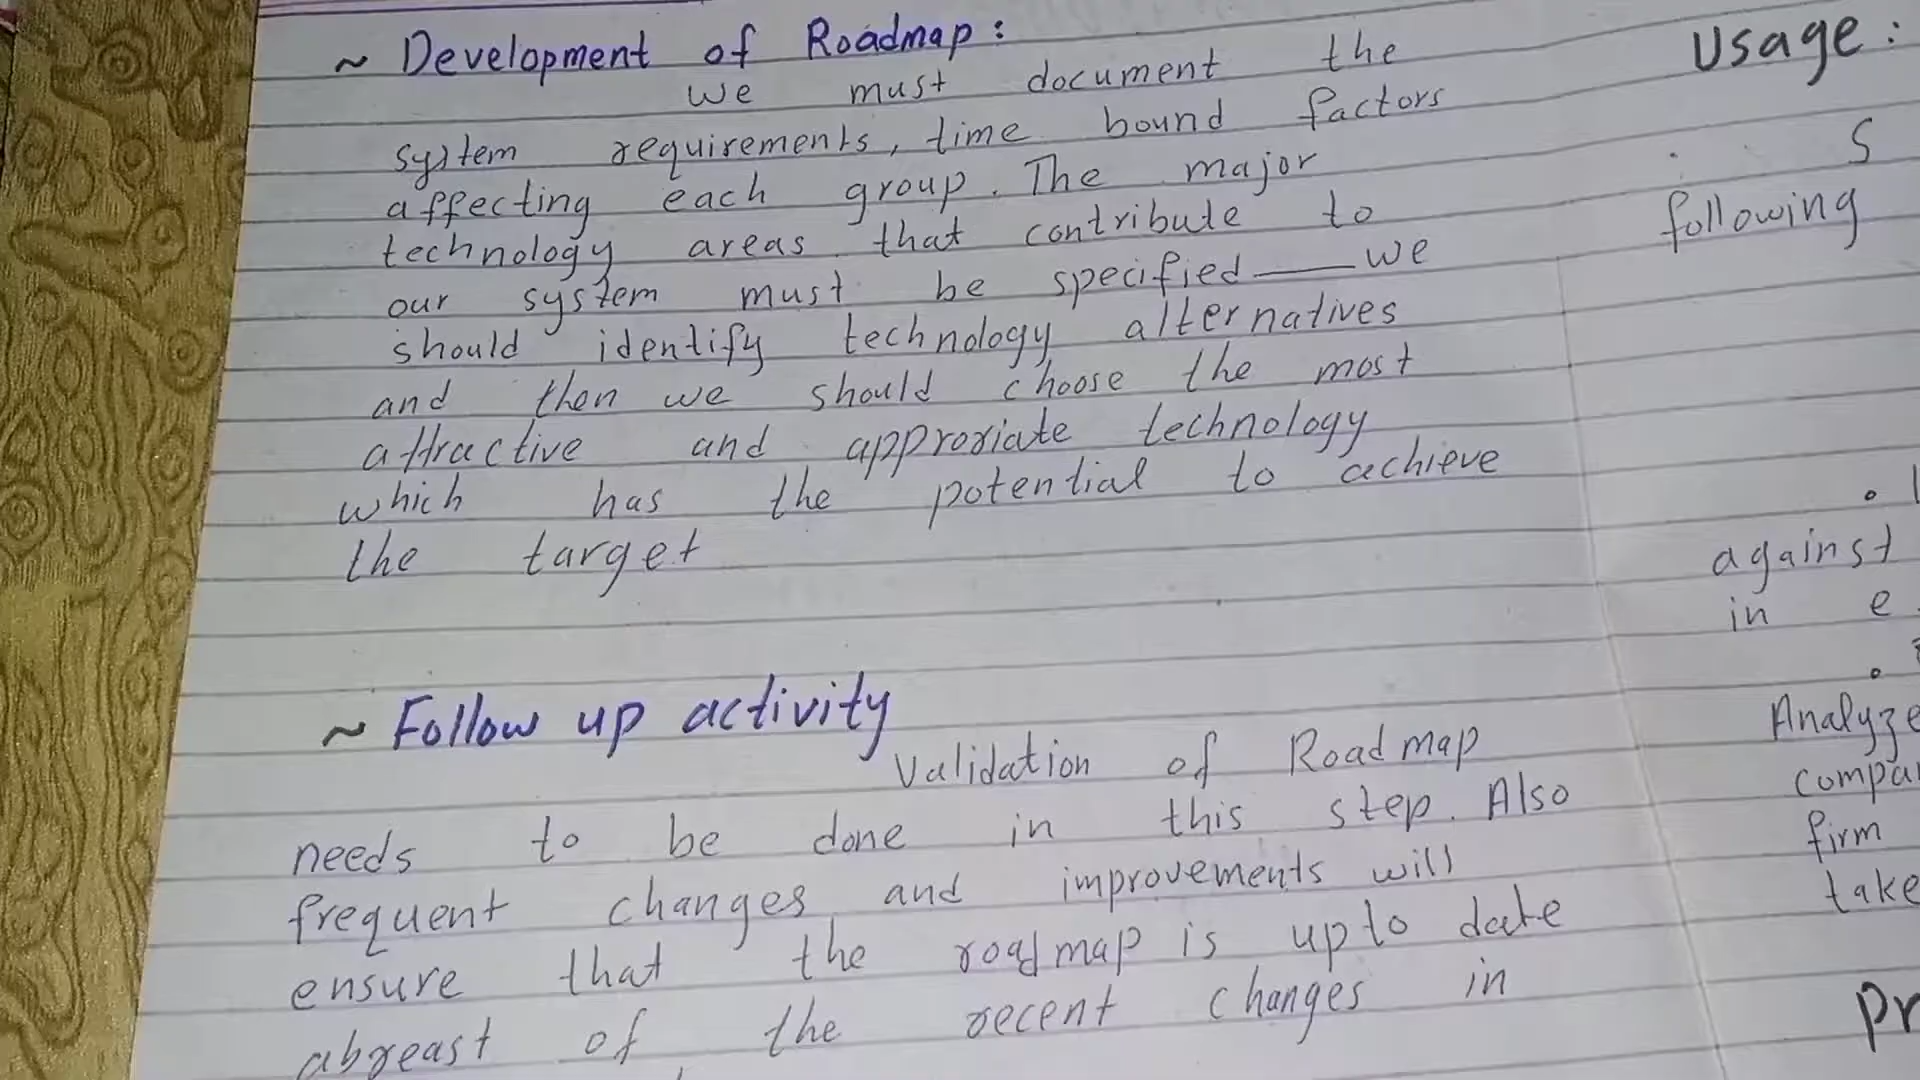 ~ Development of Roadmap:
we must document the
system requirements, time bound factors
affecting each group. The major
technology areas that contribute to
our system must be specified — we
should identify technology alternatives
and then we should choose the most
attractive and approriate technology
which has the potential to achieve
the target
~ Follow up activity
Validation of Roadmap
needs to be done in this step. Also
frequent changes and improvements will
ensure that the roadmap is upto date
abreast of the recent changes in
Usage:
following
against
in
Analyze
firm
take